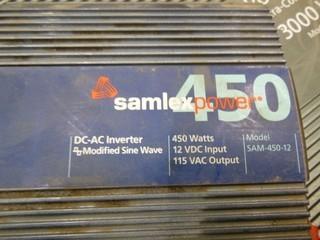 450
samlexpower®
DC-AC Inverter
Modified Sine Wave
450 Watts
12 VDC Input
115 VAC Output
Model
SAM-450-12
3000